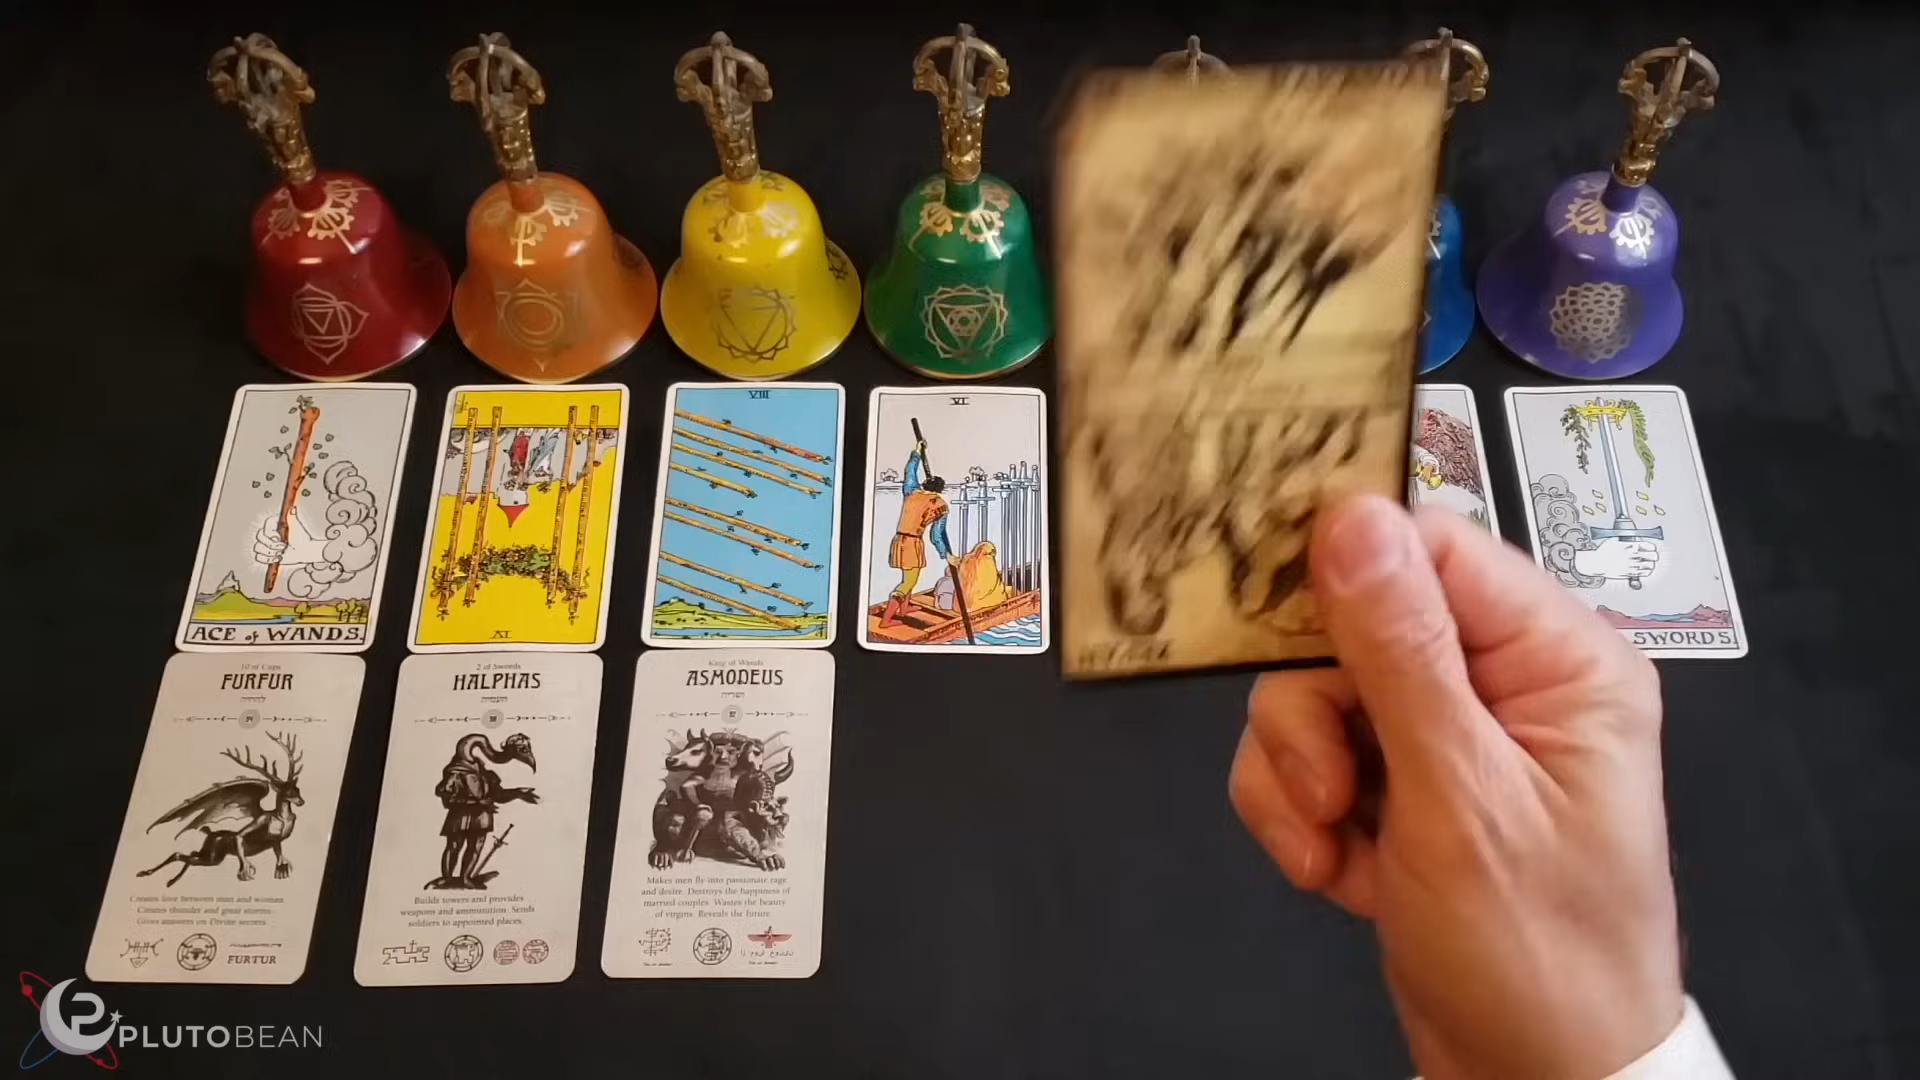 VIII
VI
ACE of WANDS.
IV
SWORDS.
10 of Cups
FURFUR
Creates love between man and woman.
Creates thunder and great storms.
Gives answers on Divine secrets.
FURTUR
2 of Swords
HALPHAS
38
Builds towers and provides
weapons and ammunition. Sends
soldiers to appointed places.
King of Wands
ASMODEUS
Makes men fly into passionate rage
and desire. Destroys the happiness of
married couples. Wastes the beauty
of virgins. Reveals the future.
PLUTOBEAN